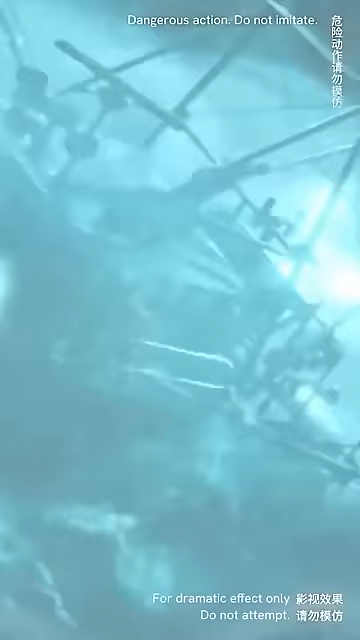 Dangerous action. Do not imitate.
危险动作请勿模仿
For dramatic effect only 影视效果
Do not attempt. 请勿模仿